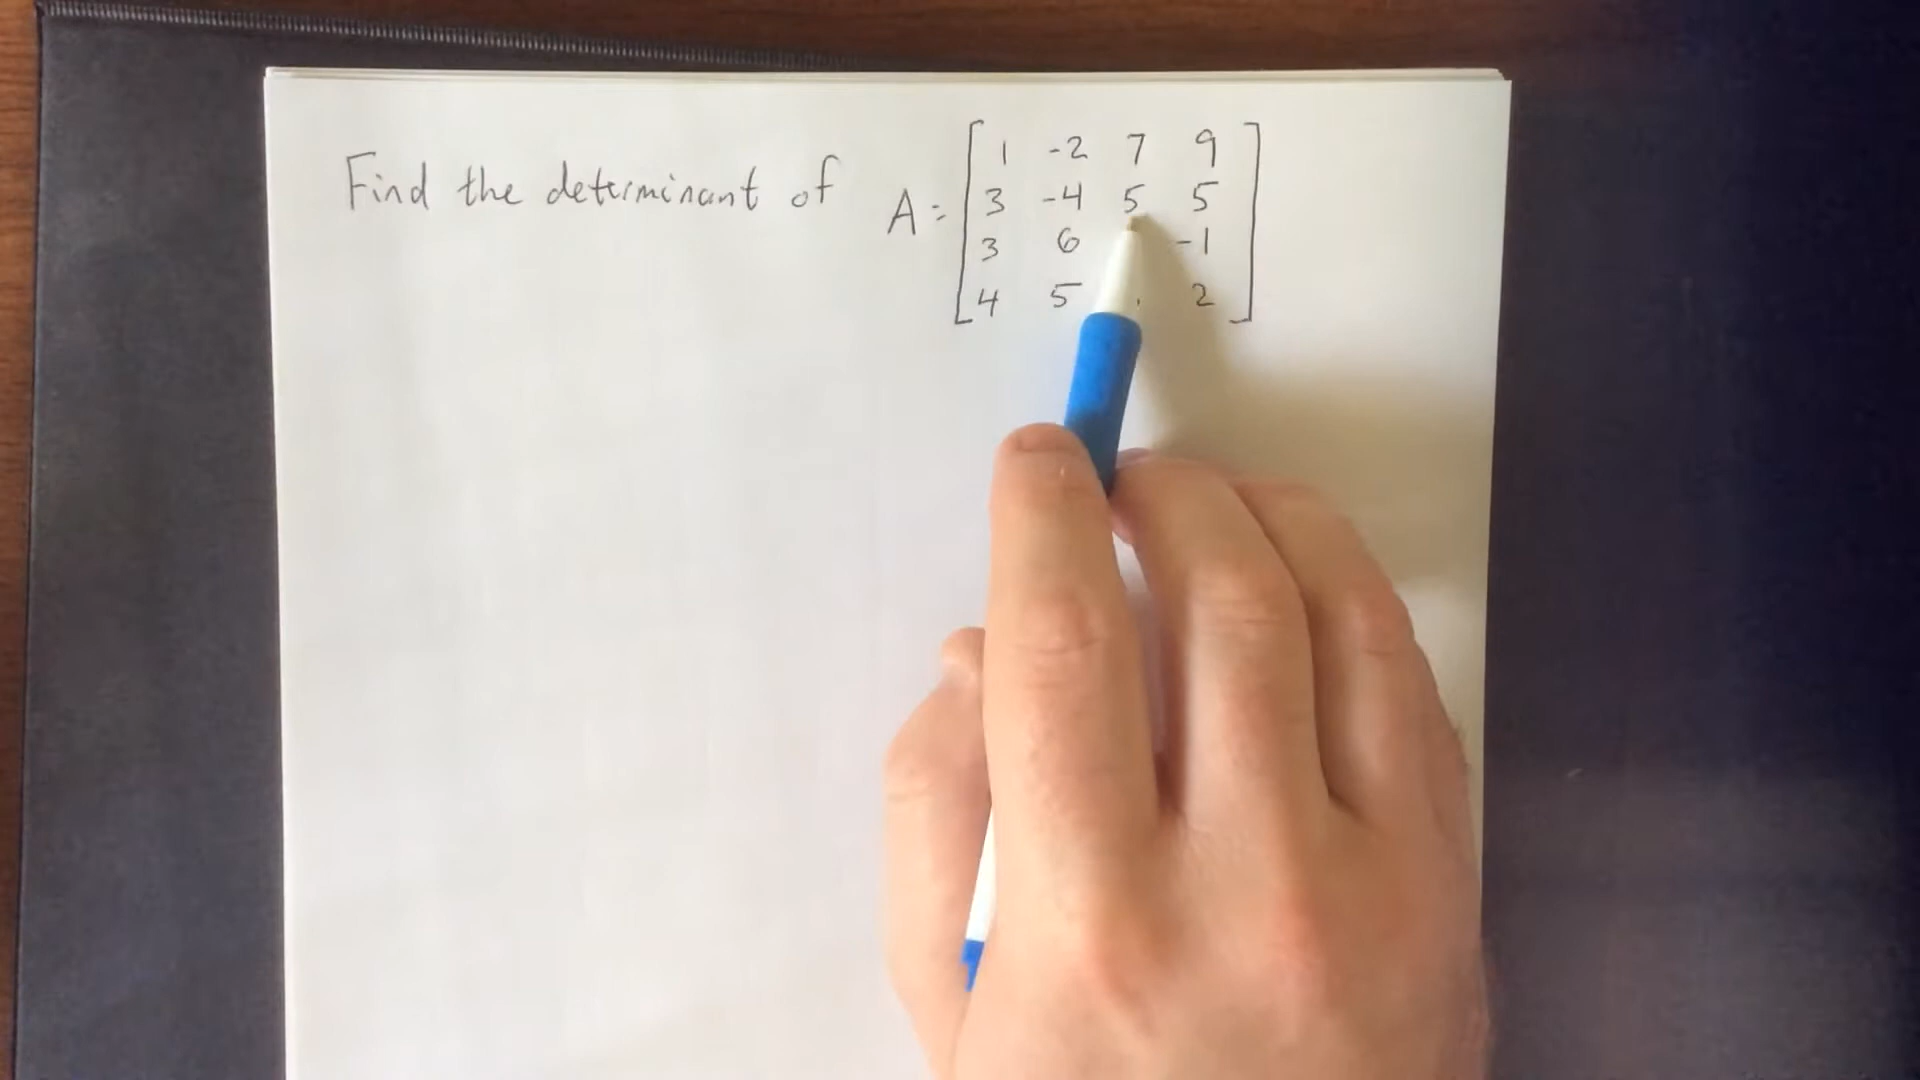 Find the determinant of A = [ 1 -2 7 9
3 -4 5 5
3 6 -1
4 5 2 ]